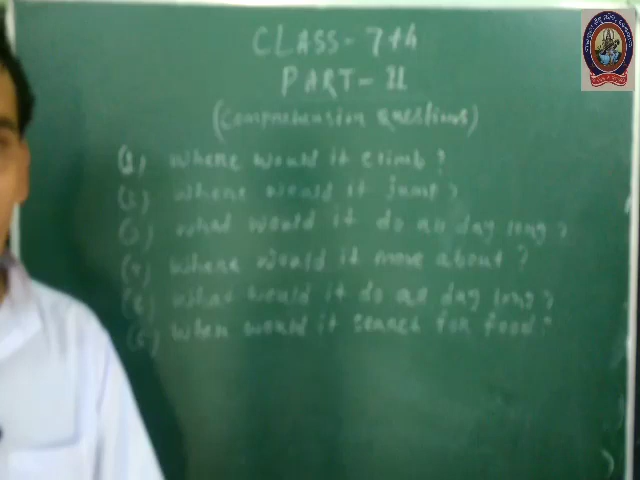 CLASS - 7th
PART - II
(Comprehension Questions)
(1) where would it climb?
(2) where would it jump?
(3) what would it do all day long?
(4) where would it move about?
(5) what would it do all day long?
(6) when would it search for food?